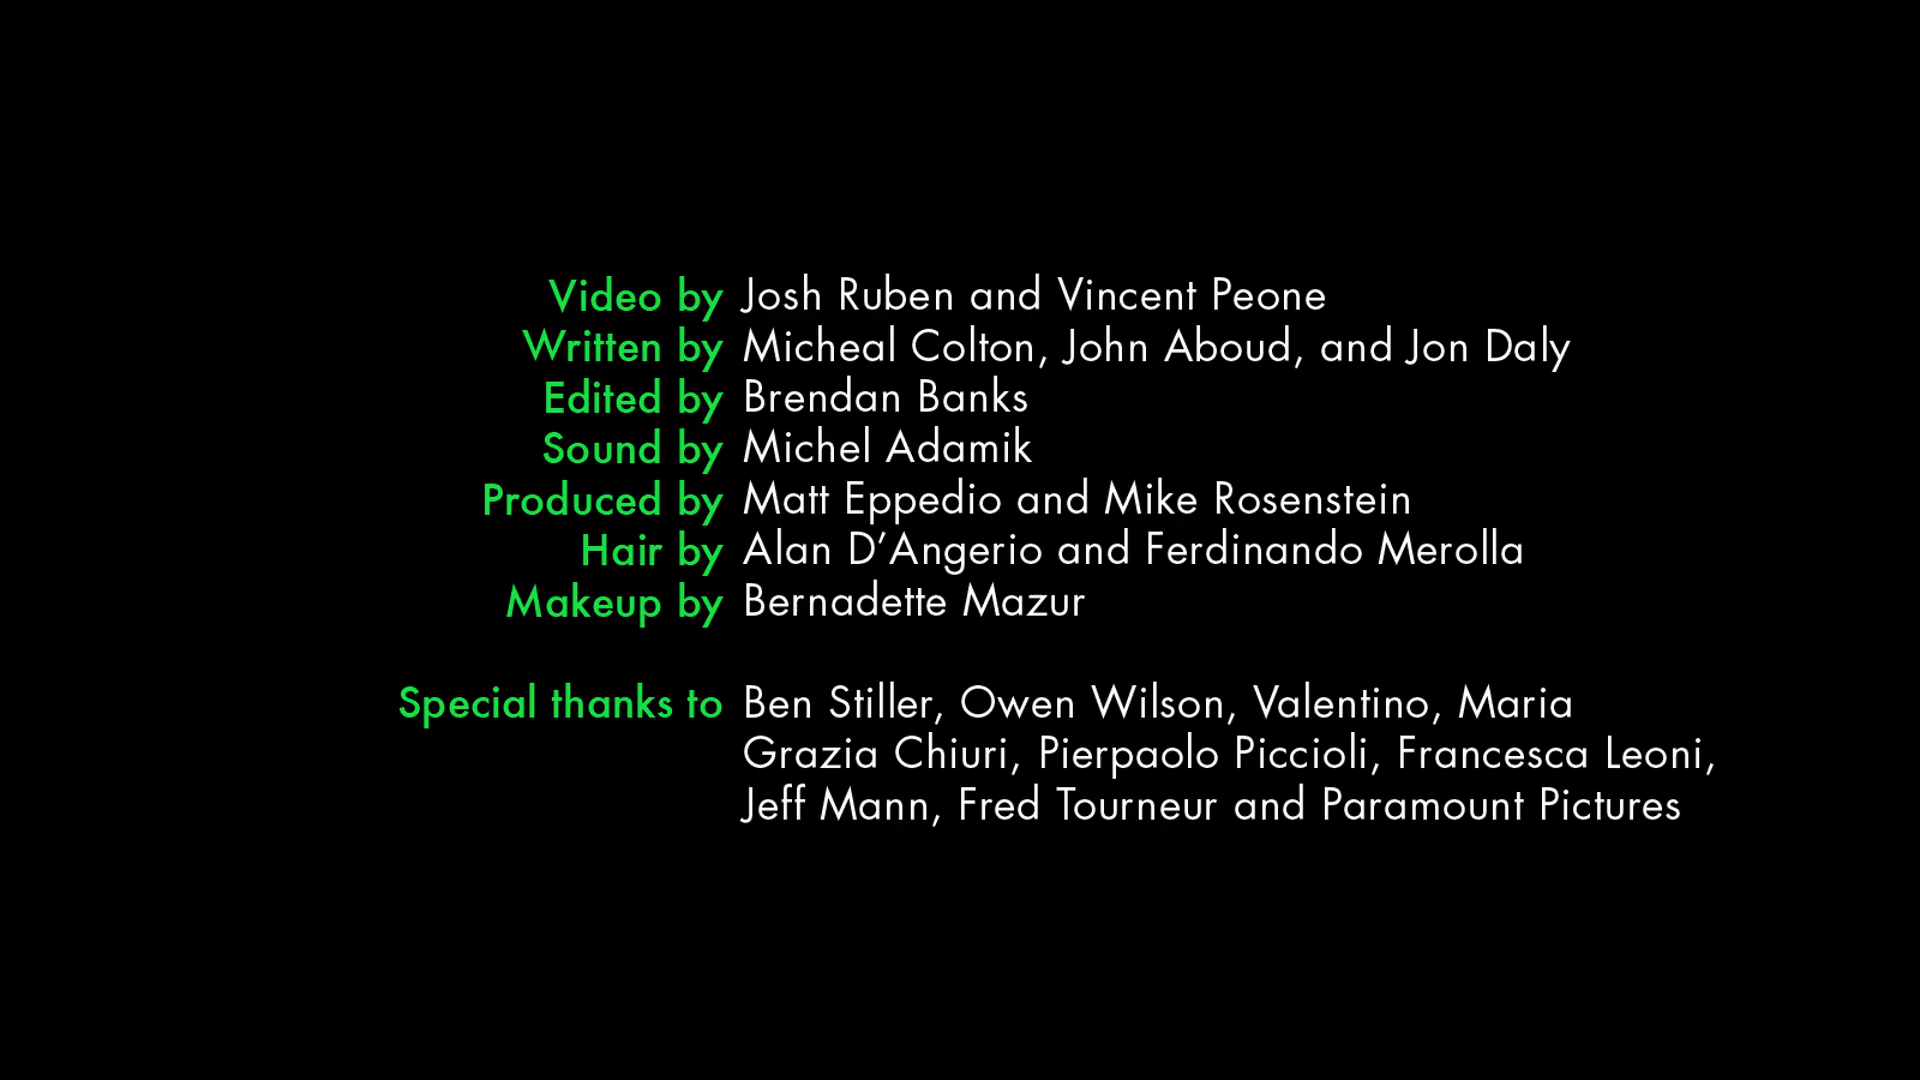 Video by Josh Ruben and Vincent Peone
Written by Micheal Colton, John Aboud, and Jon Daly
Edited by Brendan Banks
Sound by Michel Adamik
Produced by Matt Eppedio and Mike Rosenstein
Hair by Alan D’Angerio and Ferdinando Merolla
Makeup by Bernadette Mazur
Special thanks to Ben Stiller, Owen Wilson, Valentino, Maria
Grazia Chiuri, Pierpaolo Piccioli, Francesca Leoni,
Jeff Mann, Fred Tourneur and Paramount Pictures